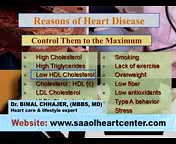 Reasons of Heart Disease
Control Them to the Maximum
High Cholesterol
High Triglycerides
Low HDL Cholesterol
Cholesterol : HDL (c)
LDL Cholesterol
Smoking
Lack of exercise
Overweight
Low fiber
Low antioxidants
Type A behavior
Stress
Dr. BIMAL CHHAJER, (MBBS, MD)
Heart care & lifestyle expert
Website: www.saaolheartcenter.com